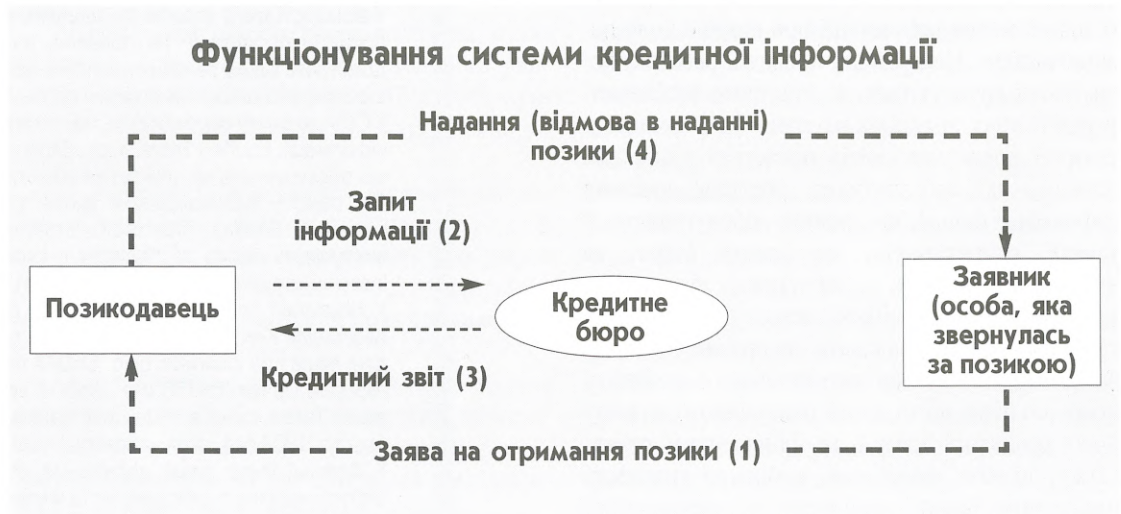 Функціонування системи кредитної інформації
Надання (відмова в наданні)
позики (4)
Запит
інформації (2)
Позикодавець
Кредитне
бюро
Заявник
(особа, яка
звернулась
за позикою)
Кредитний звіт (3)
Заява на отримання позики (1)